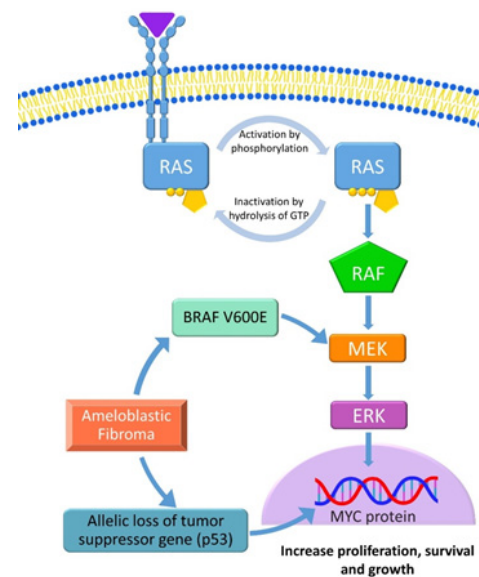 Activation by
phosphorylation
RAS
RAS
Inactivation by
hydrolysis of GTP
RAF
BRAF V600E
MEK
Ameloblastic
Fibroma
ERK
MYC protein
Allelic loss of tumor
suppressor gene (p53)
Increase proliferation, survival
and growth